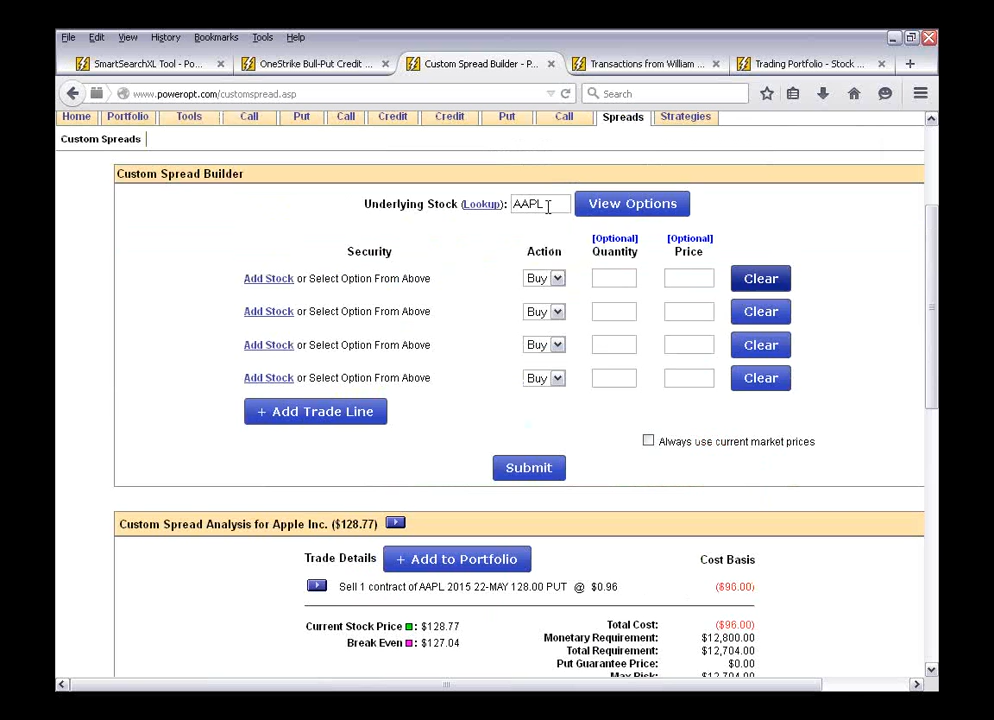 File Edit View History Bookmarks Tools Help
SmartSearchXL Tool - Po... × OneStrike Bull-Put Credit ... × Custom Spread Builder - P... × Transactions from William ... × Trading Portfolio - Stock ... × +
www.poweropt.com/customspread.asp Search
Home Portfolio Tools Call Put Call Credit Credit Put Call Spreads Strategies
Custom Spreads
Custom Spread Builder
Underlying Stock (Lookup): AAPL View Options
[Optional] [Optional]
Security Action Quantity Price
Add Stock or Select Option From Above Buy Clear
Add Stock or Select Option From Above Buy Clear
Add Stock or Select Option From Above Buy Clear
Add Stock or Select Option From Above Buy Clear
+ Add Trade Line
Always use current market prices
Submit
Custom Spread Analysis for Apple Inc. ($128.77)
Trade Details + Add to Portfolio Cost Basis
Sell 1 contract of AAPL 2015 22-MAY 128.00 PUT @ $0.96 ($96.00)
Current Stock Price : $128.77 Total Cost: ($96.00)
Break Even : $127.04 Monetary Requirement: $12,800.00
Total Requirement: $12,704.00
Put Guarantee Price: $0.00
Max Risk: $12,704.00